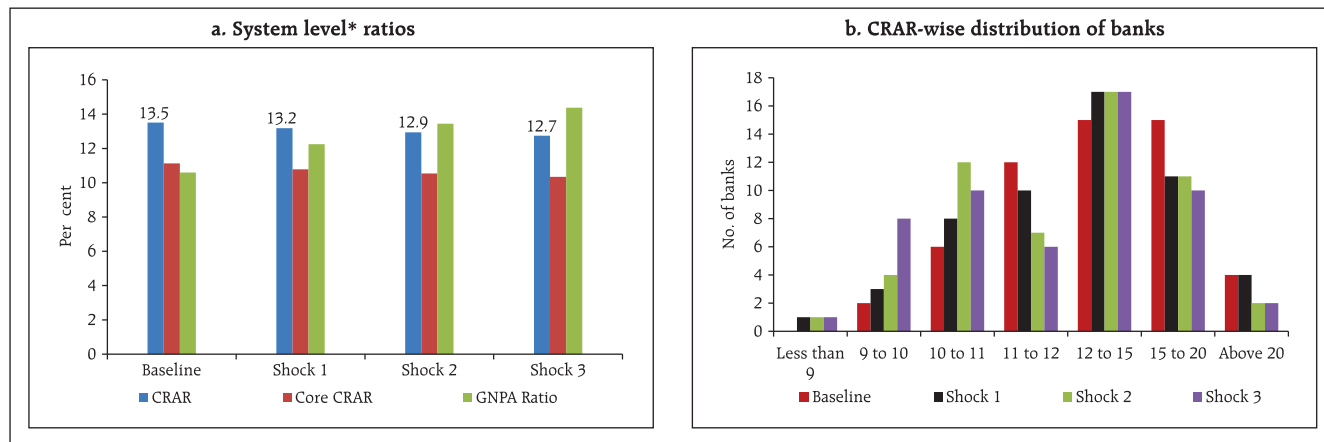 a. System level* ratios
16
14
12
10
8
6
4
2
0
Per cent
13.5
13.2
12.9
12.7
Baseline
Shock 1
Shock 2
Shock 3
CRAR
Core CRAR
GNPA Ratio
b. CRAR-wise distribution of banks
18
16
14
12
10
8
6
4
2
0
No. of banks
Less than
9
9 to 10
10 to 11
11 to 12
12 to 15
15 to 20
Above 20
Baseline
Shock 1
Shock 2
Shock 3